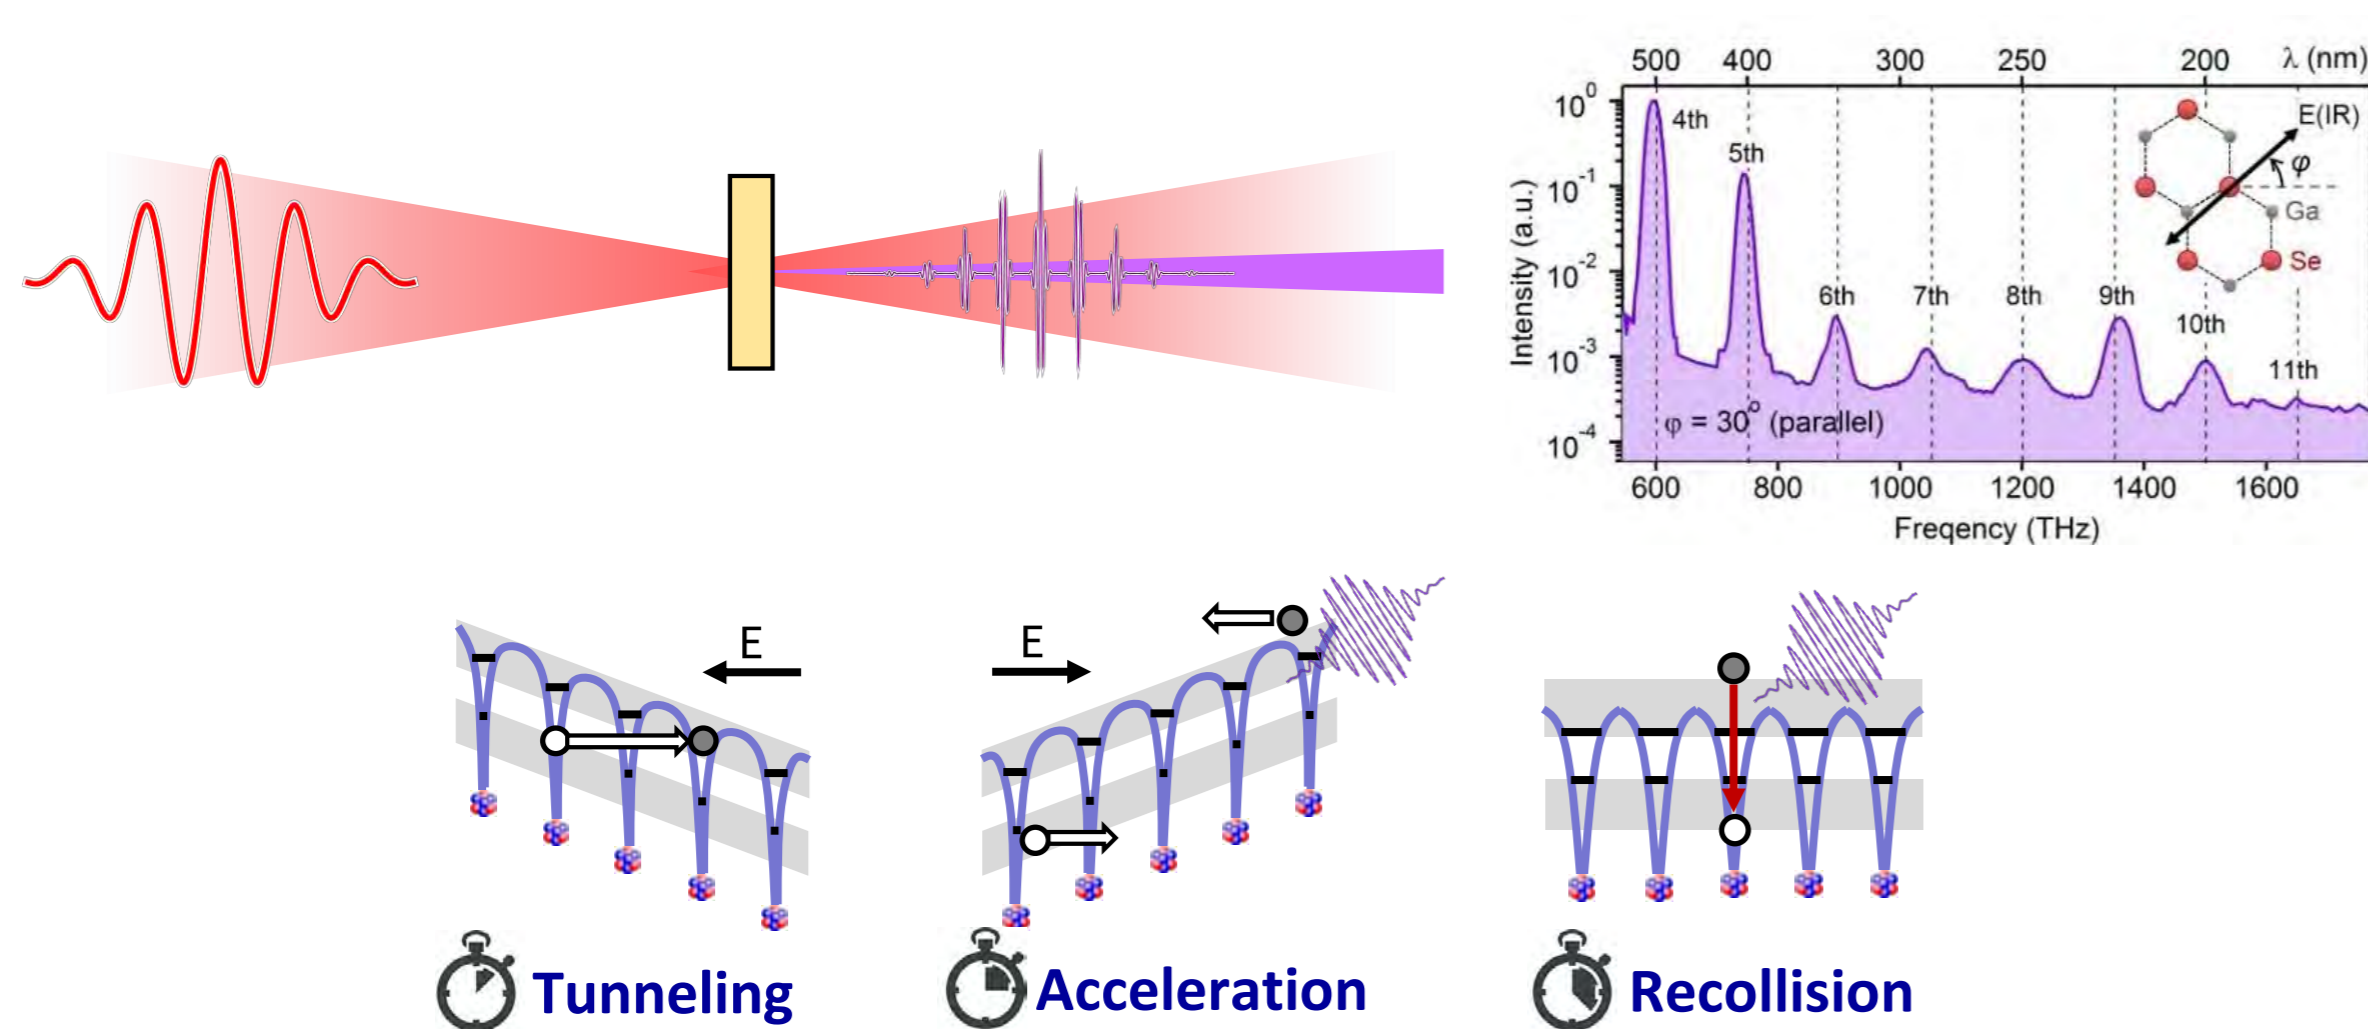 500 400 300 250 200 λ (nm)
10⁰
10⁻¹
10⁻²
10⁻³
10⁻⁴
Intensity (a.u.)
4th
5th
6th
7th
8th
9th
10th
11th
E(IR)
φ
Ga
Se
φ = 30° (parallel)
600 800 1000 1200 1400 1600
Freqency (THz)
E
E
Tunneling
Acceleration
Recollision